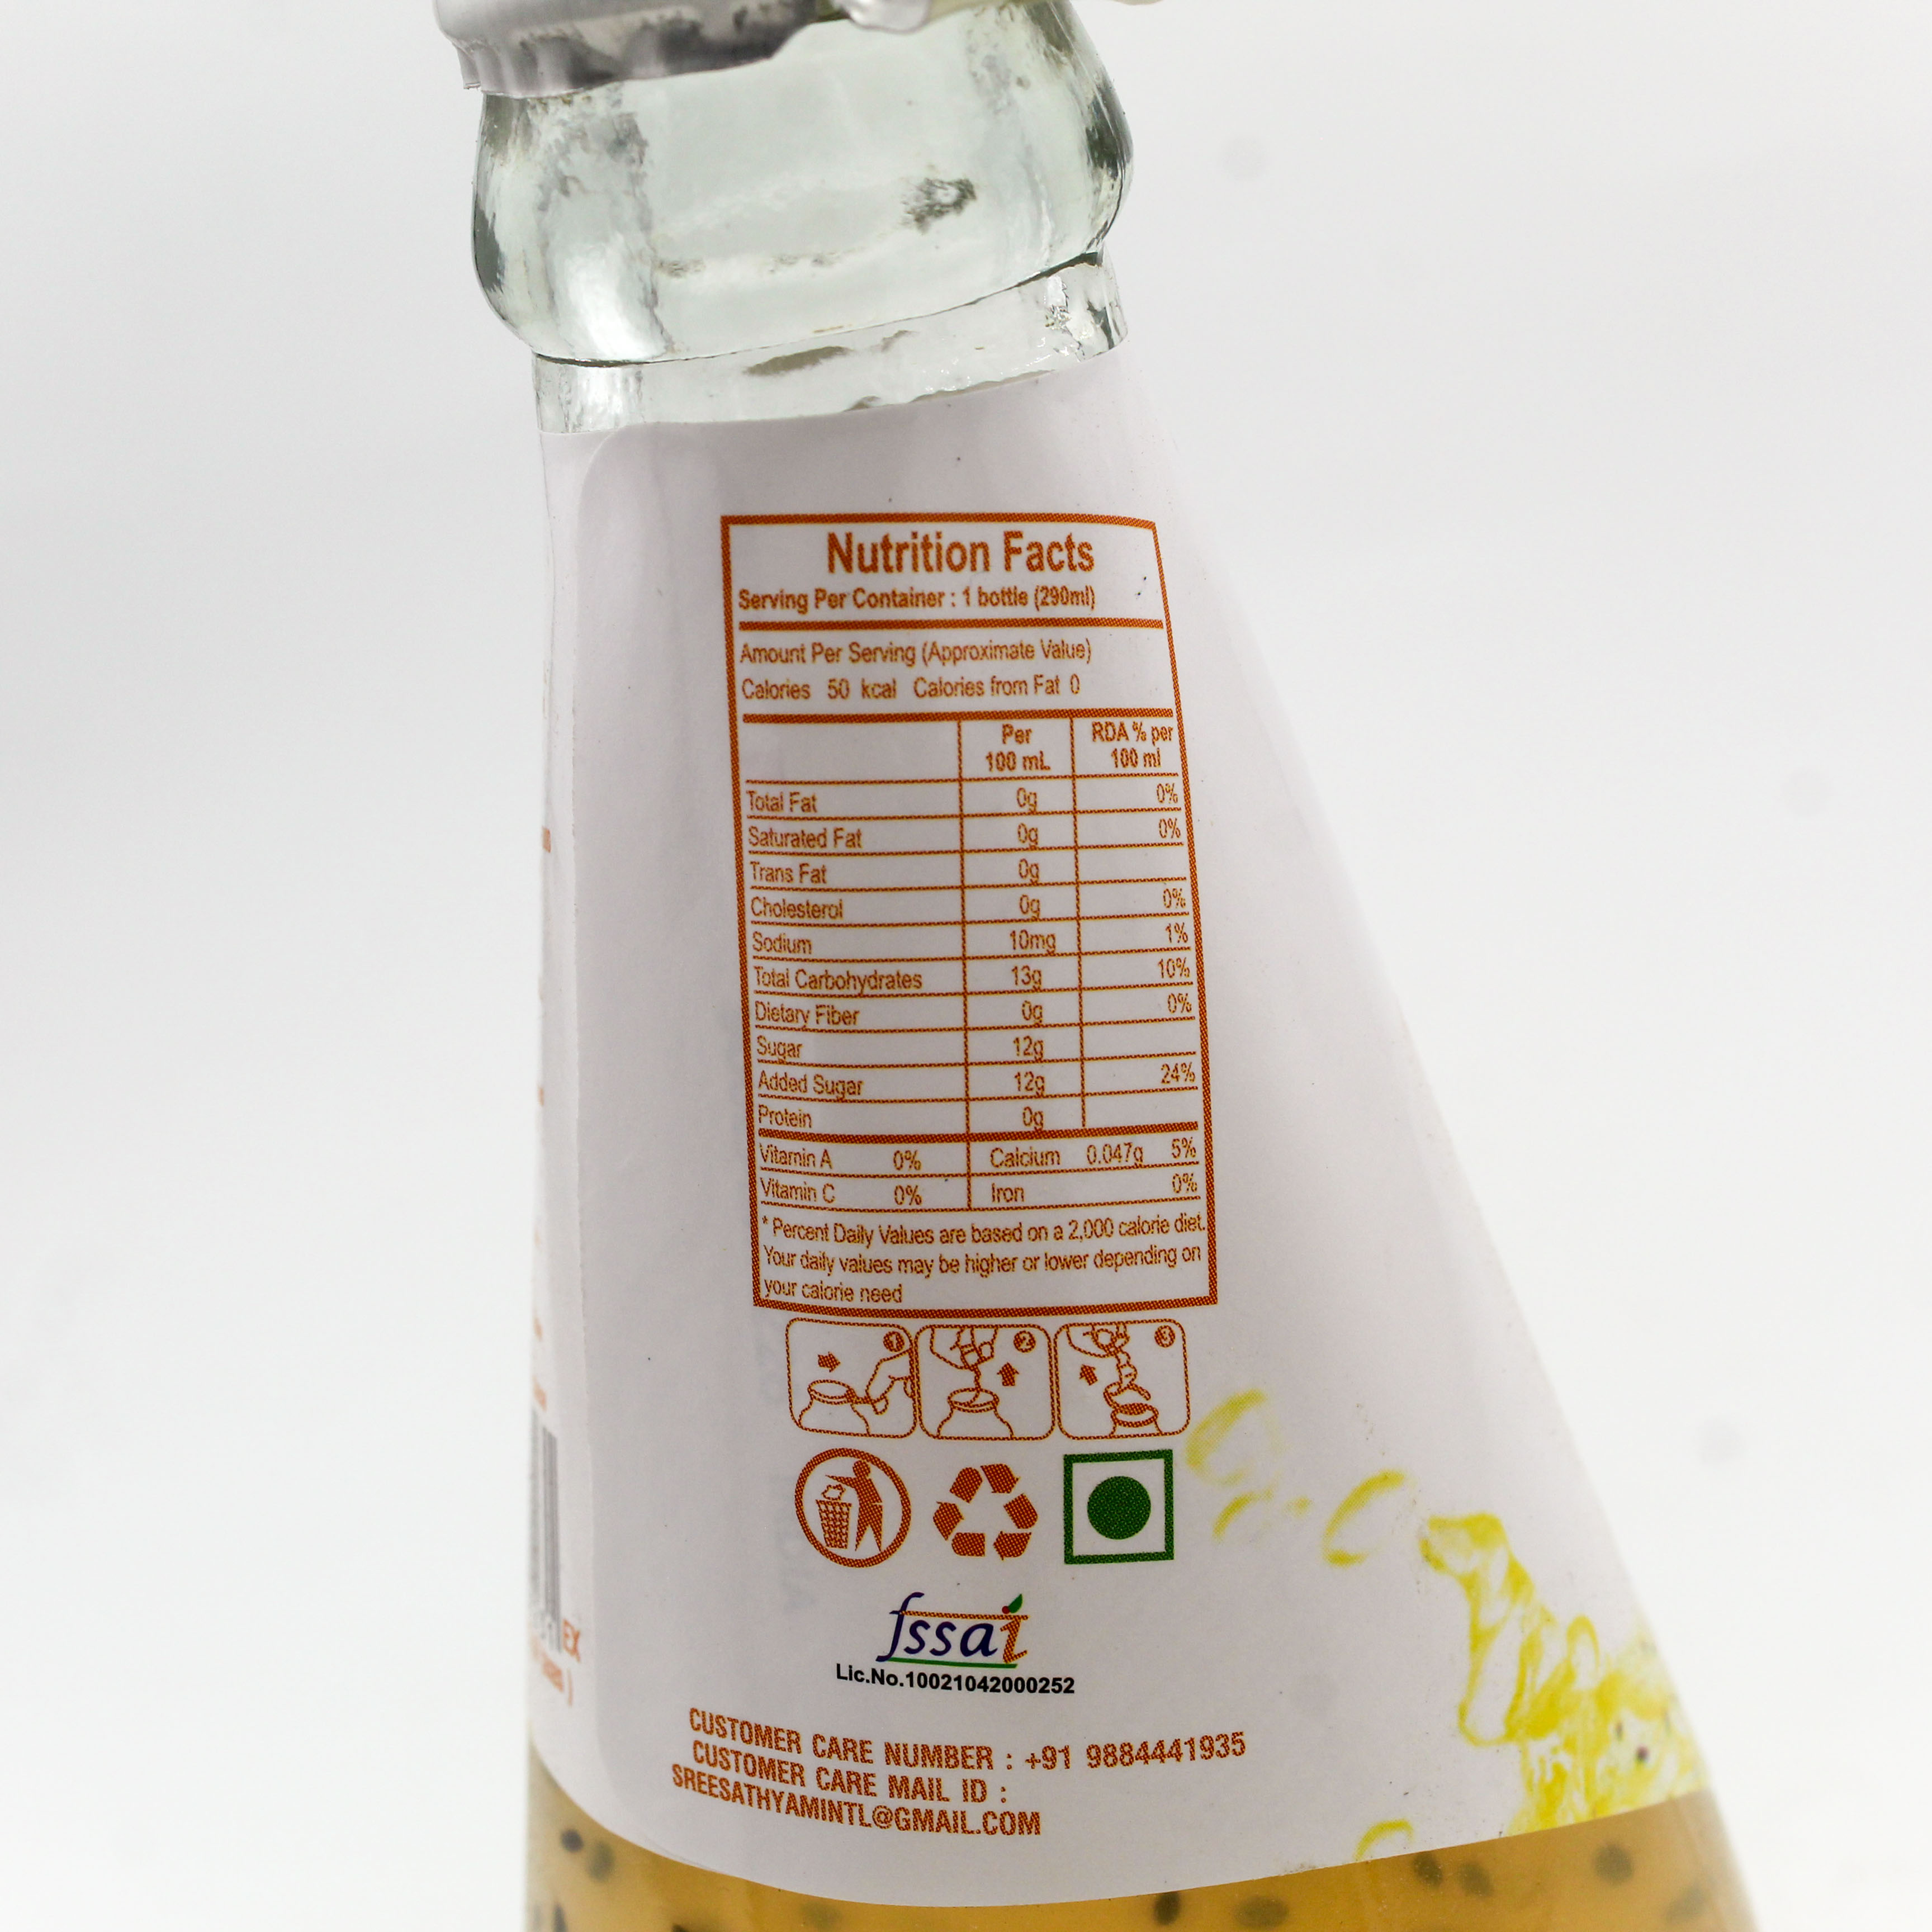 Nutrition Facts
Serving Per Container : 1 bottle (290ml)
Amount Per Serving (Approximate Value)
Calories 50 kcal Calories from Fat 0
Per 100 mL RDA % per 100 ml
Total Fat 0g 0%
Saturated Fat 0g 0%
Trans Fat 0g
Cholesterol 0g 0%
Sodium 10mg 1%
Total Carbohydrates 13g 10%
Dietary Fiber 0g 0%
Sugar 12g
Added Sugar 12g 24%
Protein 0g
Vitamin A 0% Calcium 0.047g 5%
Vitamin C 0% Iron 0%
* Percent Daily Values are based on a 2,000 calorie diet.
Your daily values may be higher or lower depending on
your calorie need
1 2 3
fssai
Lic.No.10021042000252
EX
CUSTOMER CARE NUMBER : +91 9884441935
CUSTOMER CARE MAIL ID :
SREESATHYAMINTL@GMAIL.COM